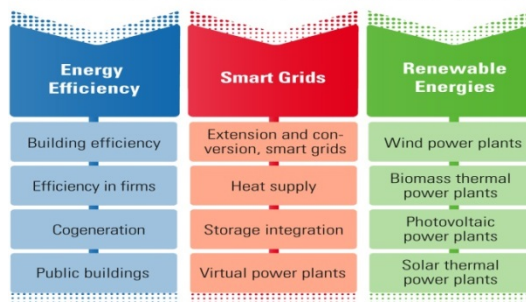 Energy
Efficiency
Building efficiency
Efficiency in firms
Cogeneration
Public buildings
Smart Grids
Extension and con-
version, smart grids
Heat supply
Storage integration
Virtual power plants
Renewable
Energies
Wind power plants
Biomass thermal
power plants
Photovoltaic
power plants
Solar thermal
power plants